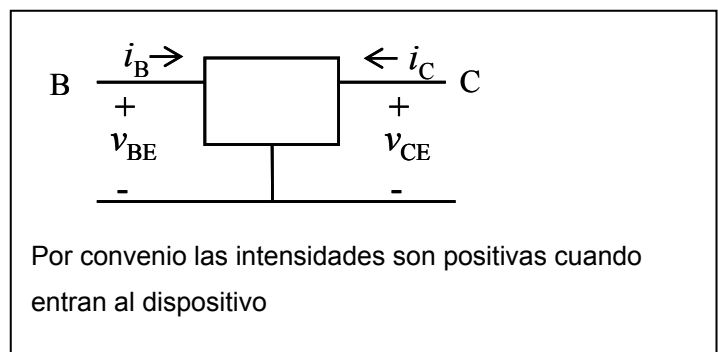 i_B→ ←i_C
B C
+ +
v_BE v_CE
- -
Por convenio las intensidades son positivas cuando
entran al dispositivo